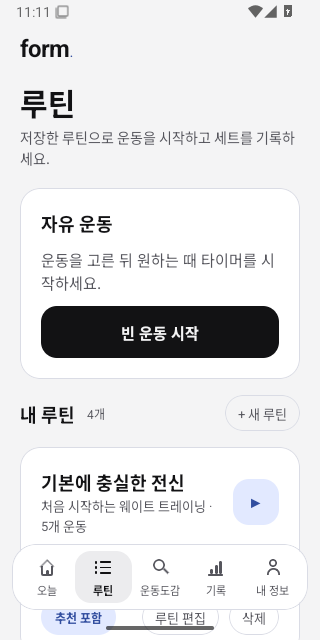 11:11
form.
루틴
저장한 루틴으로 운동을 시작하고 세트를 기록하
세요.
자유 운동
운동을 고른 뒤 원하는 때 타이머를 시
작하세요.
빈 운동 시작
내 루틴 4개
+ 새 루틴
기본에 충실한 전신
처음 시작하는 웨이트 트레이닝 ·
5개 운동
오늘
루틴
운동도감
기록
내 정보
추천 포함
루틴 편집
삭제